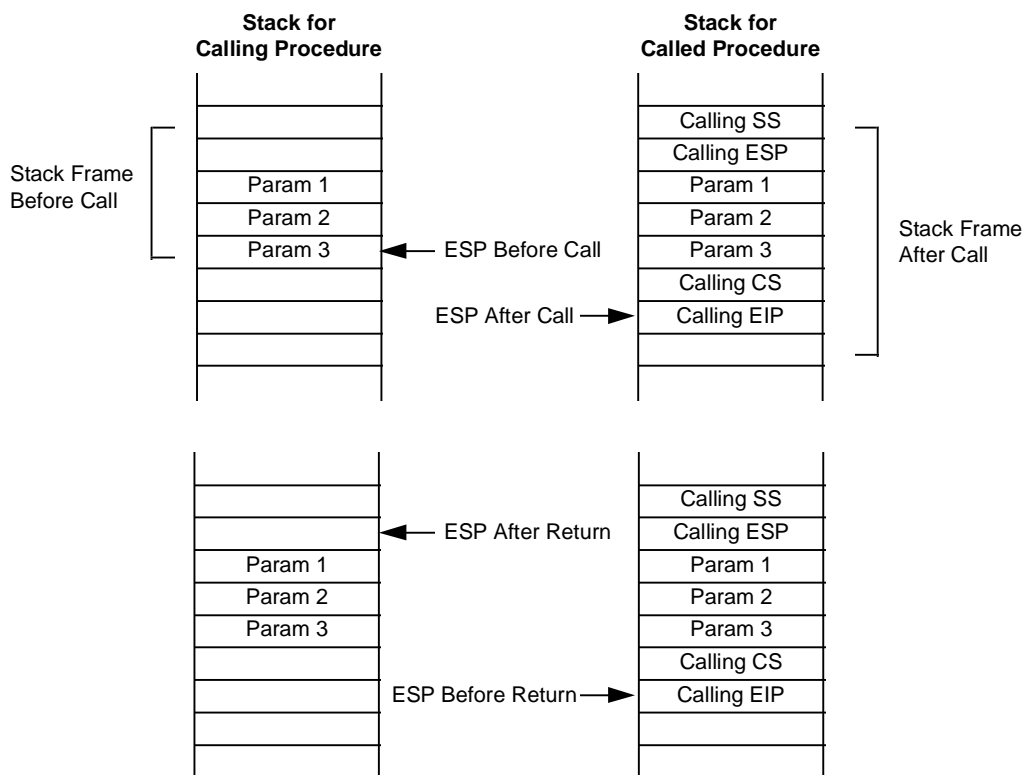 Stack for
Calling Procedure
Stack for
Called Procedure
Stack Frame
Before Call
Param 1
Param 2
Param 3
ESP Before Call
ESP After Call
Calling SS
Calling ESP
Param 1
Param 2
Param 3
Calling CS
Calling EIP
Stack Frame
After Call
ESP After Return
Param 1
Param 2
Param 3
ESP Before Return
Calling SS
Calling ESP
Param 1
Param 2
Param 3
Calling CS
Calling EIP